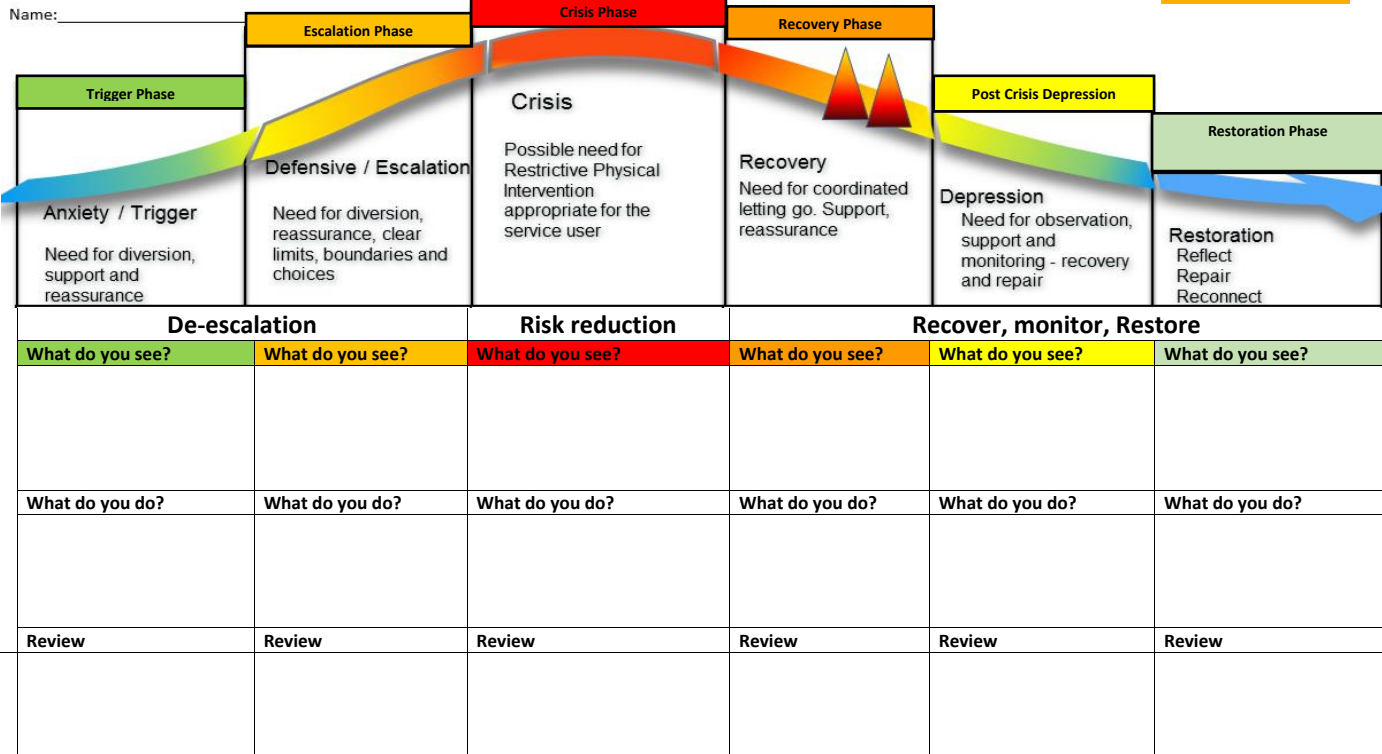 Name:
Trigger Phase
Escalation Phase
Crisis Phase
Recovery Phase
Post Crisis Depression
Restoration Phase
Anxiety / Trigger
Need for diversion,
support and
reassurance
Defensive / Escalation
Need for diversion,
reassurance, clear
limits, boundaries and
choices
Crisis
Possible need for
Restrictive Physical
Intervention
appropriate for the
service user
Recovery
Need for coordinated
letting go. Support,
reassurance
Depression
Need for observation,
support and
monitoring - recovery
and repair
Restoration
Reflect
Repair
Reconnect
De-escalation
Risk reduction
Recover, monitor, Restore
What do you see?
What do you see?
What do you see?
What do you see?
What do you see?
What do you see?
What do you do?
What do you do?
What do you do?
What do you do?
What do you do?
What do you do?
Review
Review
Review
Review
Review
Review